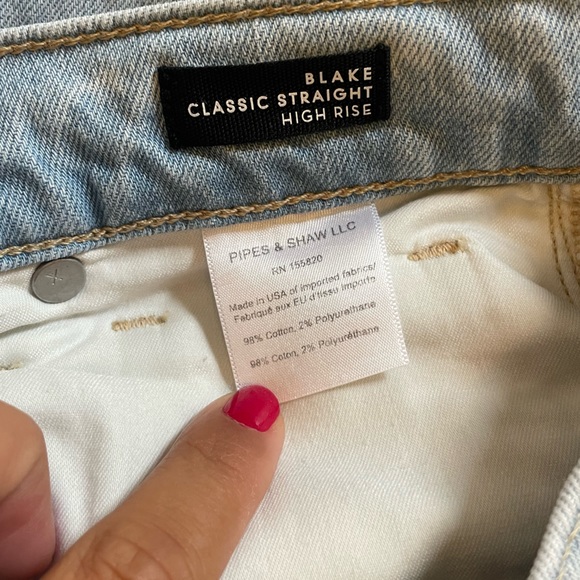 BLAKE
CLASSIC STRAIGHT
HIGH RISE
PIPES & SHAW LLC
RN 155820
Made in USA of imported fabrics/
Fabriqué aux EU d'tissu importe
98% Cotton, 2% Polyurethane
98% Coton, 2% Polyuréthane